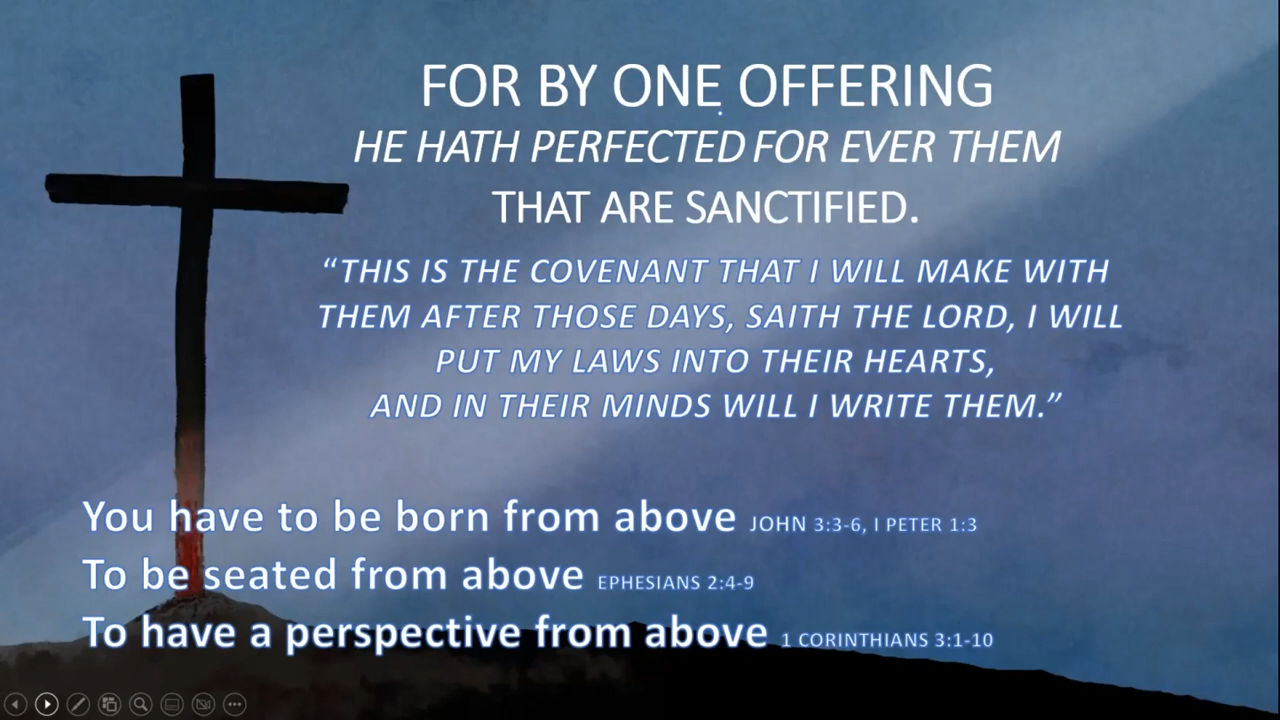 FOR BY ONE OFFERING
HE HATH PERFECTED FOR EVER THEM
THAT ARE SANCTIFIED.
“THIS IS THE COVENANT THAT I WILL MAKE WITH
THEM AFTER THOSE DAYS, SAITH THE LORD, I WILL
PUT MY LAWS INTO THEIR HEARTS,
AND IN THEIR MINDS WILL I WRITE THEM.”
You have to be born from above JOHN 3:3-6, I PETER 1:3
To be seated from above EPHESIANS 2:4-9
To have a perspective from above 1 CORINTHIANS 3:1-10